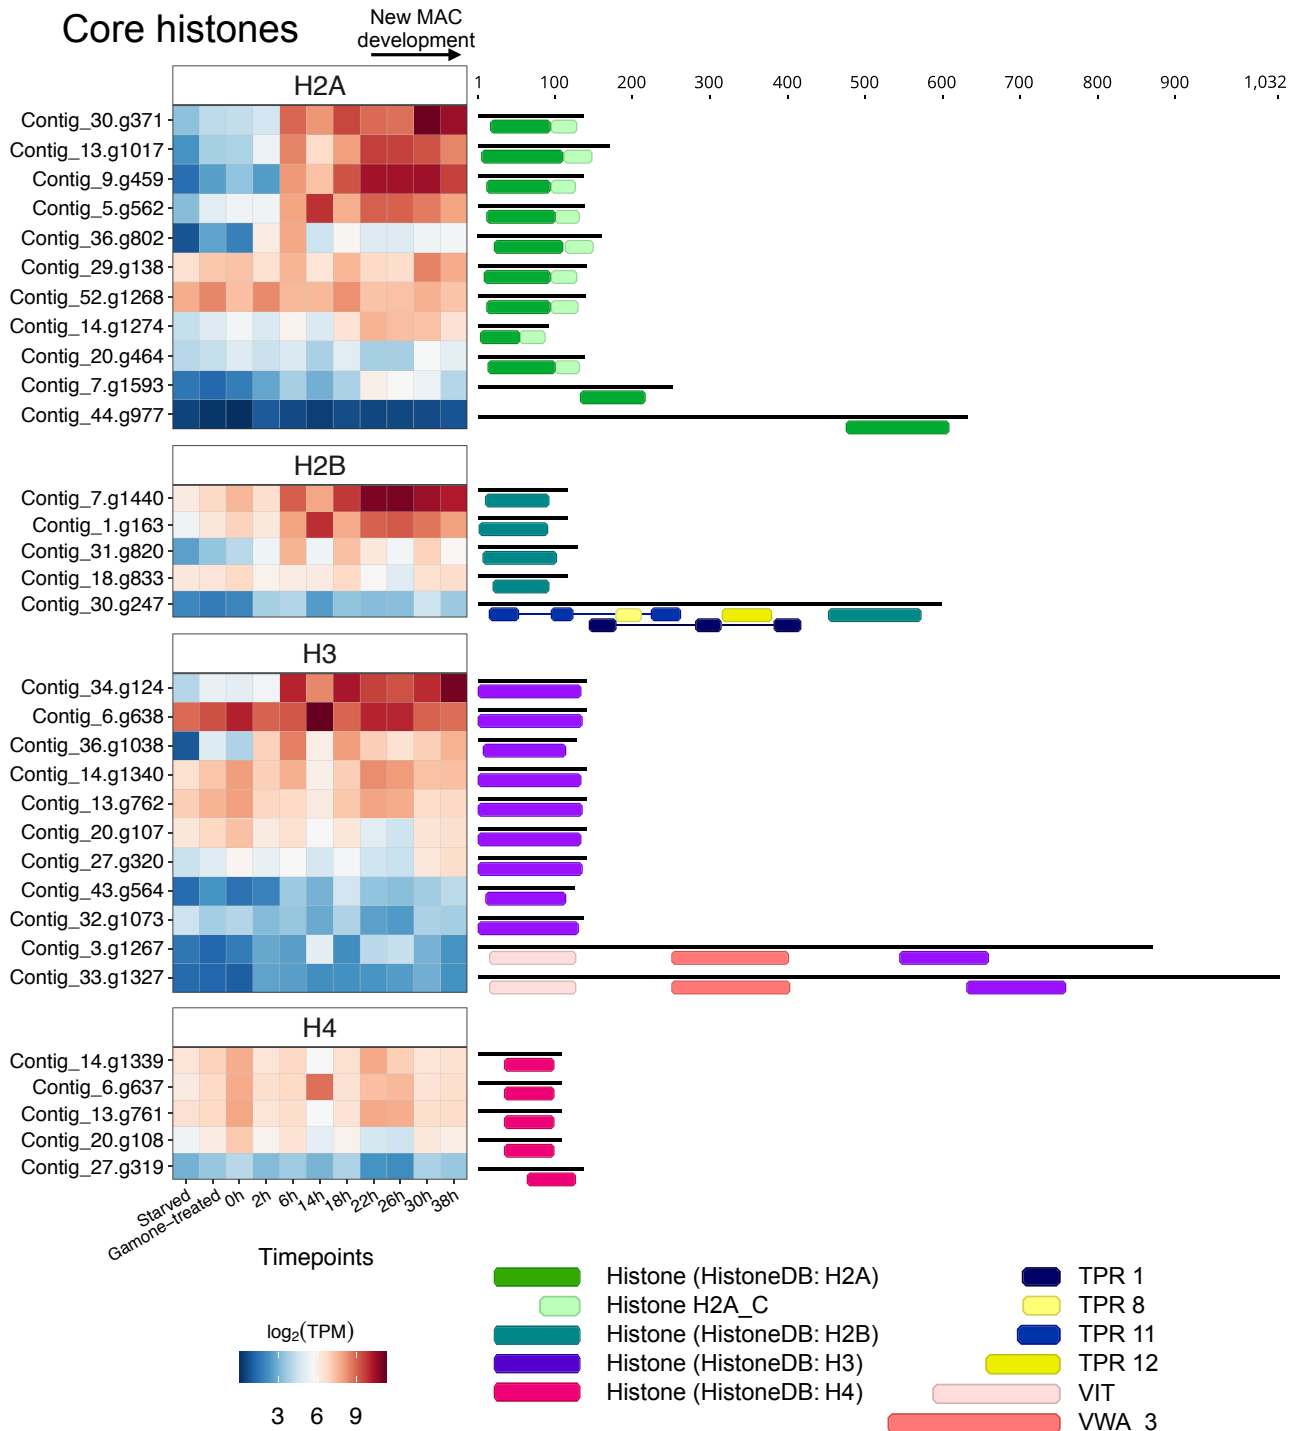 Core histones
New MAC
development
H2A
1 100 200 300 400 500 600 700 800 900 1,032
Contig_30.g371
Contig_13.g1017
Contig_9.g459
Contig_5.g562
Contig_36.g802
Contig_29.g138
Contig_52.g1268
Contig_14.g1274
Contig_20.g464
Contig_7.g1593
Contig_44.g977
H2B
Contig_7.g1440
Contig_1.g163
Contig_31.g820
Contig_18.g833
Contig_30.g247
H3
Contig_34.g124
Contig_6.g638
Contig_36.g1038
Contig_14.g1340
Contig_13.g762
Contig_20.g107
Contig_27.g320
Contig_43.g564
Contig_32.g1073
Contig_3.g1267
Contig_33.g1327
H4
Contig_14.g1339
Contig_6.g637
Contig_13.g761
Contig_20.g108
Contig_27.g319
Starved Gamone−treated 0h 2h 6h 14h 18h 22h 26h 30h 38h
Timepoints
log₂(TPM)
3 6 9
Histone (HistoneDB: H2A)
Histone H2A_C
Histone (HistoneDB: H2B)
Histone (HistoneDB: H3)
Histone (HistoneDB: H4)
TPR 1
TPR 8
TPR 11
TPR 12
VIT
VWA 3